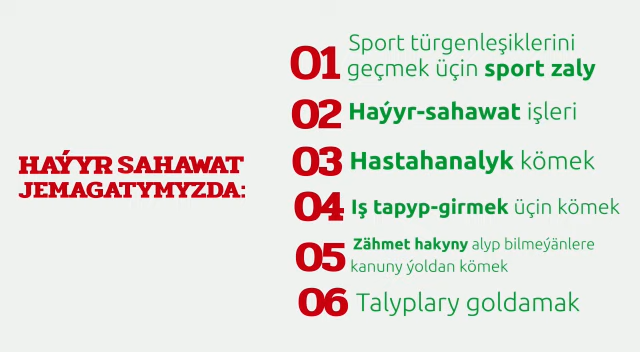 HAÝYR SAHAWAT
JEMAGATYMYZDA:
01 Sport türgenleşiklerini
geçmek üçin sport zaly
02 Haýyr-sahawat işleri
03 Hastahanalyk kömek
04 Iş tapyp-girmek üçin kömek
05 Zähmet hakyny alyp bilmeýänlere
kanuny ýoldan kömek
06 Talyplary goldamak